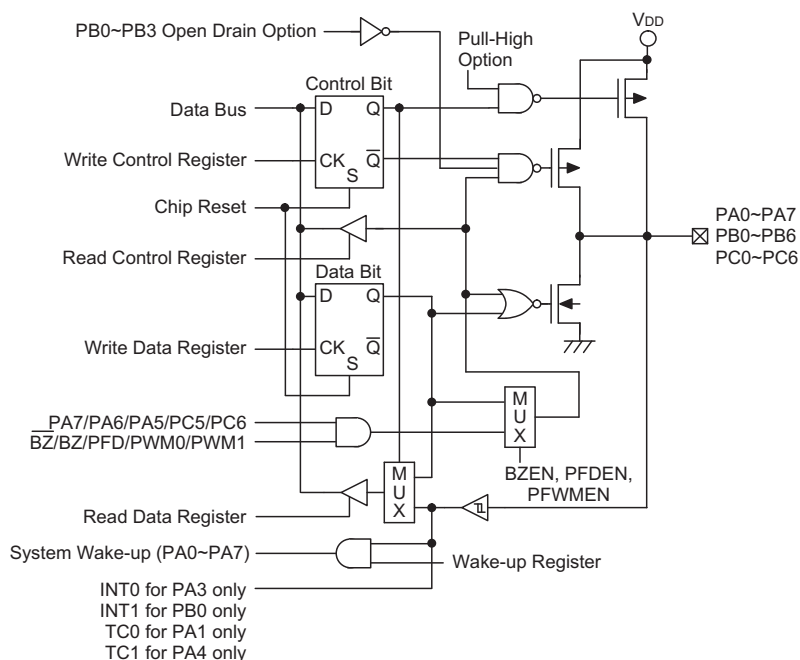 PB0~PB3 Open Drain Option
VDD
Pull-High
Option
Control Bit
Data Bus
D
Q
Write Control Register
CK
Q̅
S
Chip Reset
PA0~PA7
PB0~PB6
PC0~PC6
Read Control Register
Data Bit
D
Q
Write Data Register
CK
Q̅
S
M
U
X
PA7/PA6/PA5/PC5/PC6
B̅Z̅/BZ/PFD/PWM0/PWM1
M
U
X
BZEN, PFDEN,
PFWMEN
Read Data Register
System Wake-up (PA0~PA7)
Wake-up Register
INT0 for PA3 only
INT1 for PB0 only
TC0 for PA1 only
TC1 for PA4 only